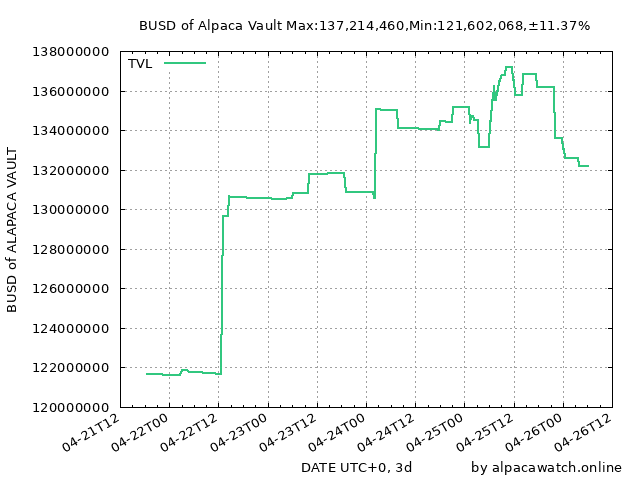 BUSD of Alpaca Vault Max:137,214,460,Min:121,602,068,±11.37%
TVL
138000000
136000000
134000000
132000000
130000000
128000000
126000000
124000000
122000000
120000000
BUSD of ALAPACA VAULT
04-21T12
04-22T00
04-22T12
04-23T00
04-23T12
04-24T00
04-24T12
04-25T00
04-25T12
04-26T00
04-26T12
DATE UTC+0, 3d
by alpacawatch.online